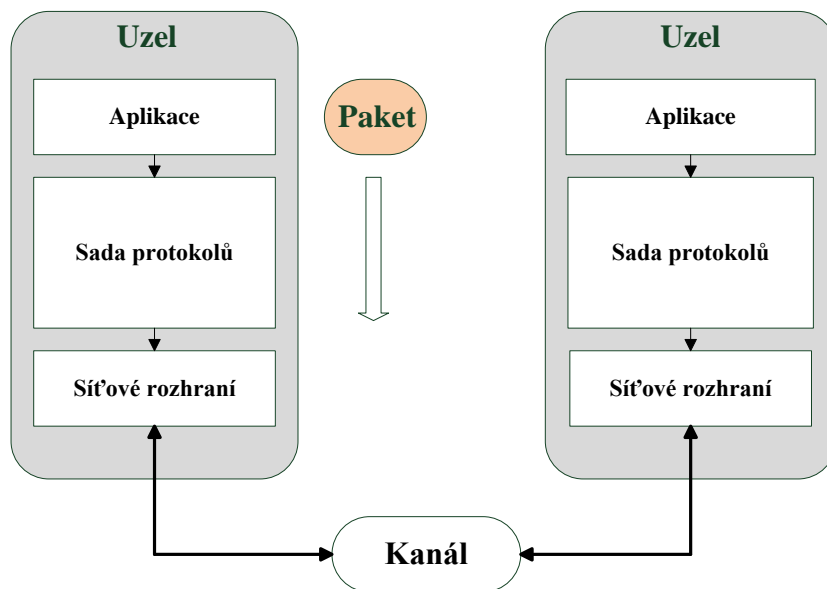 Uzel
Aplikace
Sada protokolů
Síťové rozhraní
Paket
Uzel
Aplikace
Sada protokolů
Síťové rozhraní
Kanál